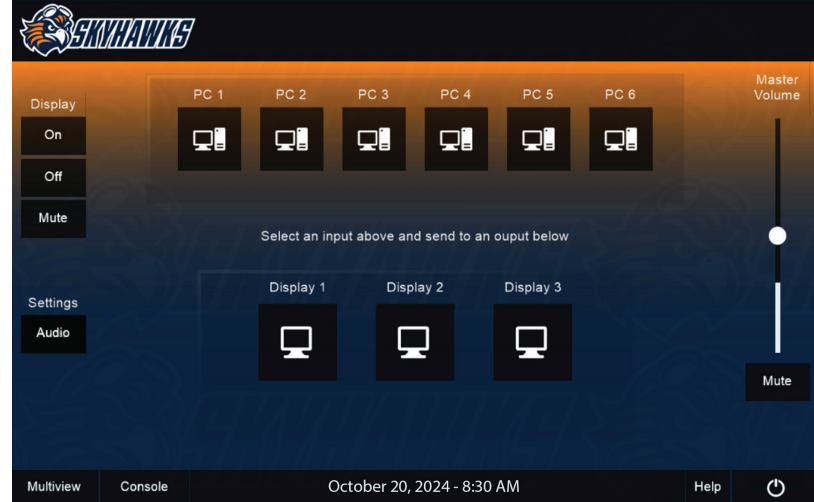 SKYHAWKS
Master
Volume
Display
PC 1 PC 2 PC 3 PC 4 PC 5 PC 6
On
Off
Mute
Select an input above and send to an ouput below
Display 1 Display 2 Display 3
Settings
Audio
Mute
SKYHAWKS
Multiview Console October 20, 2024 - 8:30 AM Help